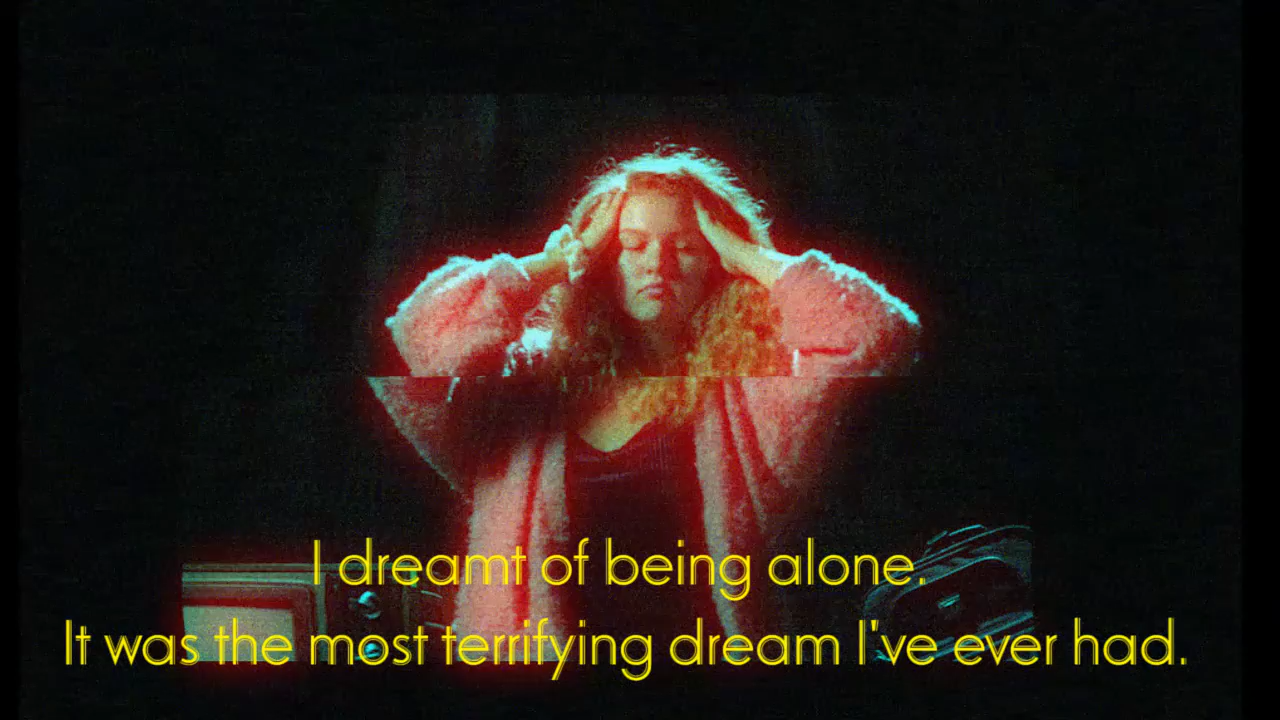 I dreamt of being alone.
It was the most terrifying dream I've ever had.